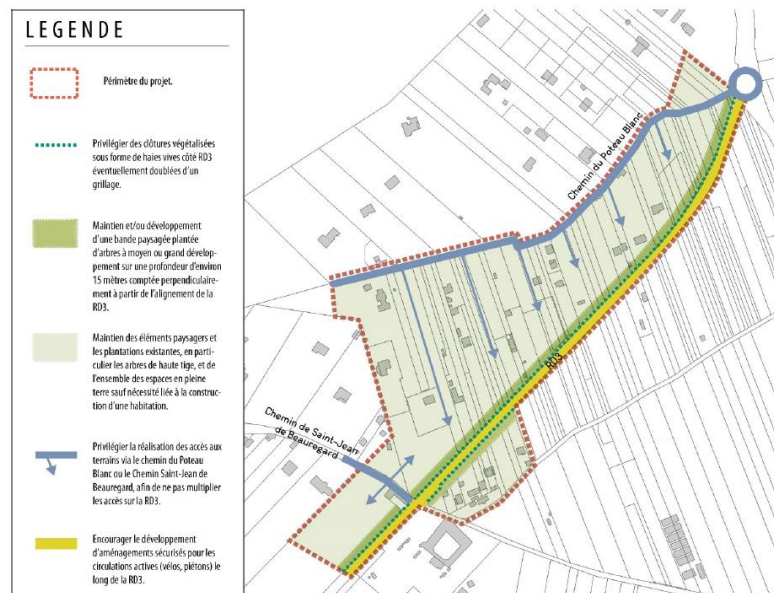 LEGENDE
Périmètre du projet.
Privilégier des clôtures végétalisées
sous forme de haies vives côté RD3
éventuellement doublées d'un
grillage.
Maintien et/ou développement
d'une bande paysagée plantée
d'arbres à moyen ou grand dévelop-
pement sur une profondeur d'environ
15 mètres comptée perpendiculaire-
ment à partir de l'alignement de la
RD3.
Maintien des éléments paysagers et
les plantations existantes, en parti-
culier les arbres de haute tige, et de
l'ensemble des espaces en pleine
terre sauf nécessité liée à la construc-
tion d'une habitation.
Privilégier la réalisation des accès aux
terrains via le chemin du Poteau
Blanc ou le Chemin Saint-Jean de
Beauregard, afin de ne pas multiplier
les accès sur la RD3.
Encourager le développement
d'aménagements sécurisés pour les
circulations actives (vélos, piétons) le
long de la RD3.
Chemin du Poteau Blanc
RD3
Chemin de Saint-Jean
de Beauregard